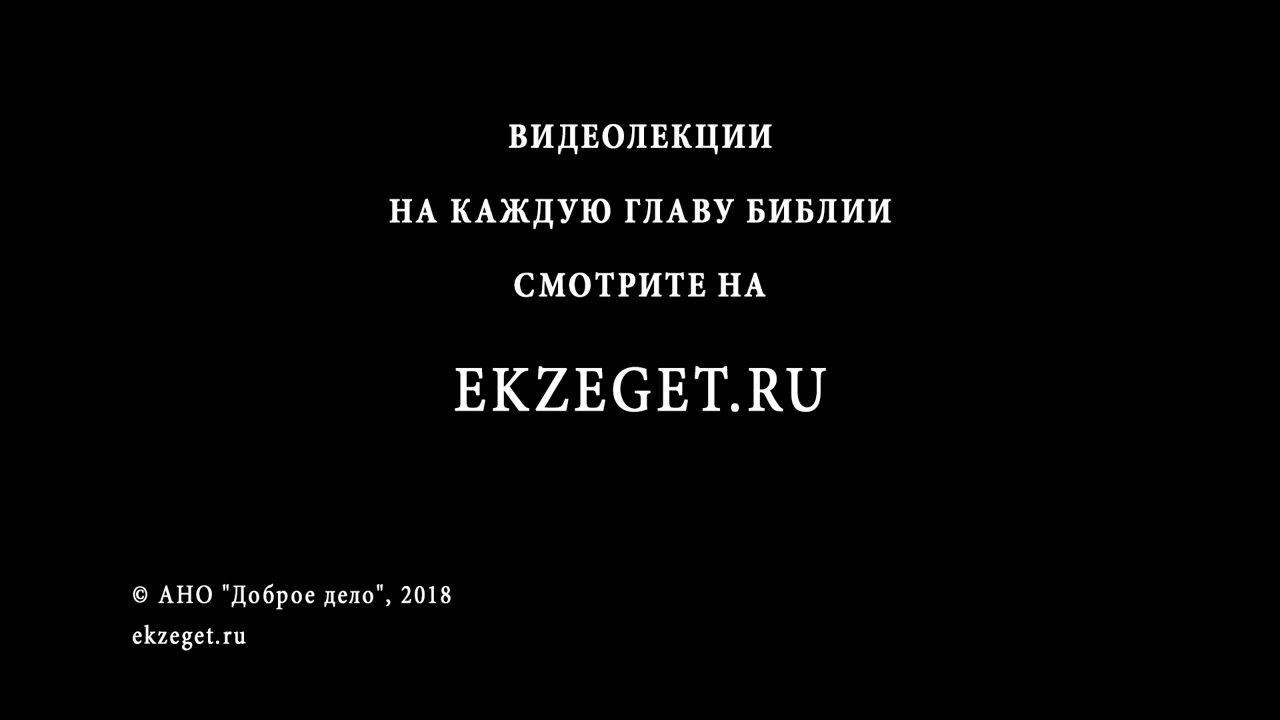 ВИДЕОЛЕКЦИИ
НА КАЖДУЮ ГЛАВУ БИБЛИИ
СМОТРИТЕ НА
EKZEGET.RU
© АНО "Доброе дело", 2018
ekzeget.ru